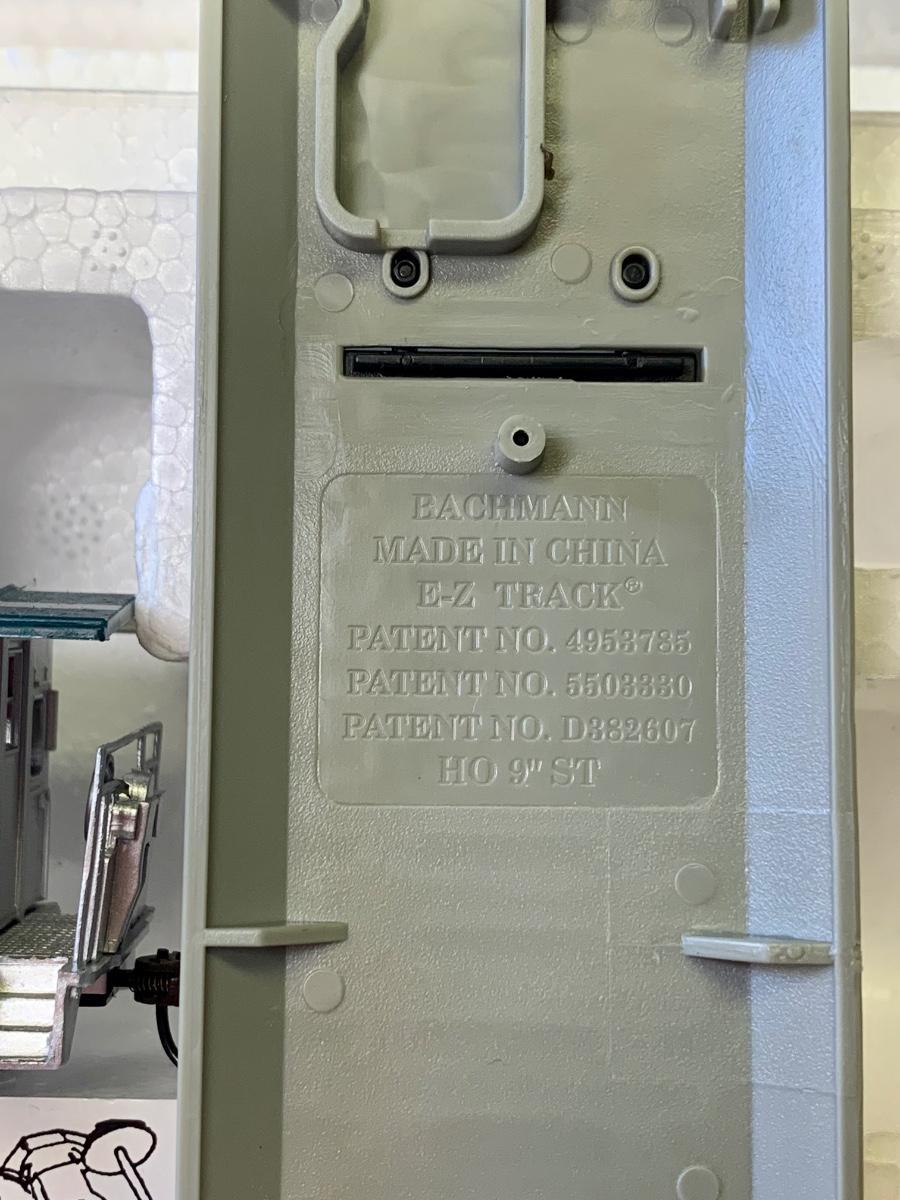 BACHMANN
MADE IN CHINA
E-Z TRACK®
PATENT NO. 4953785
PATENT NO. 5503330
PATENT NO. D382607
HO 9" ST